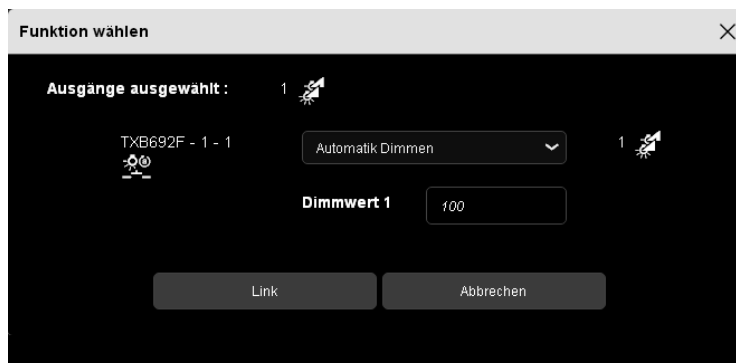 Funktion wählen
Ausgänge ausgewählt : 1
TXB692F - 1 - 1 Automatik Dimmen 1
Dimmwert 1 100
Link Abbrechen